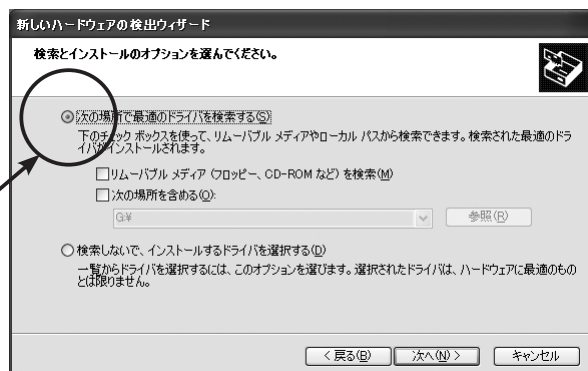 新しいハードウェアの検出ウィザード
検索とインストールのオプションを選んでください。
次の場所で最適のドライバを検索する(S)
下のチェック ボックスを使って、リムーバブル メディアやローカル パスから検索できます。検索された最適のドラ
イバがインストールされます。
リムーバブル メディア (フロッピー、CD-ROM など) を検索(M)
次の場所を含める(O):
G:¥
参照(R)
検索しないで、インストールするドライバを選択する(D)
一覧からドライバを選択するには、このオプションを選びます。選択されたドライバは、ハードウェアに最適のもの
とは限りません。
< 戻る(B)
次へ(N) >
キャンセル